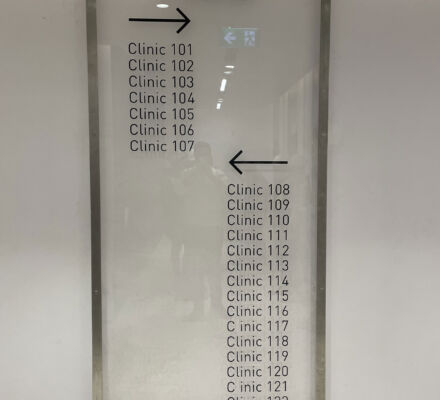 Clinic 101
Clinic 102
Clinic 103
Clinic 104
Clinic 105
Clinic 106
Clinic 107
Clinic 108
Clinic 109
Clinic 110
Clinic 111
Clinic 112
Clinic 113
Clinic 114
Clinic 115
Clinic 116
C inic 117
Clinic 118
Clinic 119
Clinic 120
C inic 121